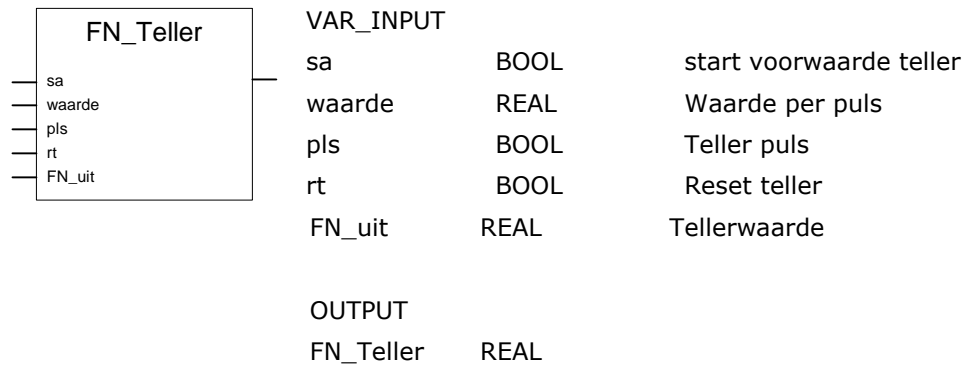 FN_Teller
sa
waarde
pls
rt
FN_uit
VAR_INPUT
sa BOOL start voorwaarde teller
waarde REAL Waarde per puls
pls BOOL Teller puls
rt BOOL Reset teller
FN_uit REAL Tellerwaarde
OUTPUT
FN_Teller REAL